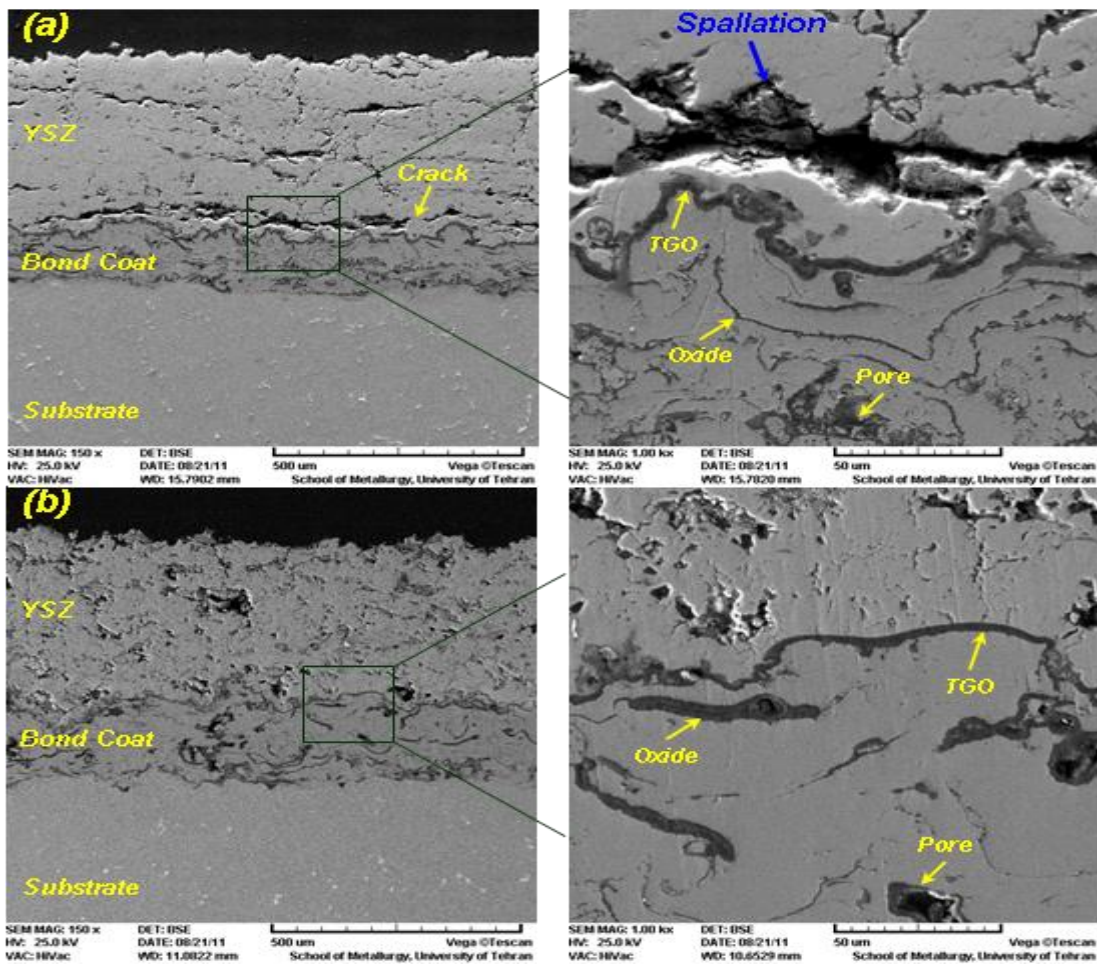 (a)
YSZ
Crack
Bond Coat
Substrate
SEM MAG: 150 x DET: BSE
HV: 25.0 kV DATE: 08/21/11 500 um Vega ©Tescan
VAC: HiVac WD: 15.7902 mm School of Metallurgy, University of Tehran
Spallation
TGO
Oxide
Pore
SEM MAG: 1.00 kx DET: BSE
HV: 25.0 kV DATE: 08/21/11 50 um Vega ©Tescan
VAC: HiVac WD: 15.7820 mm School of Metallurgy, University of Tehran
(b)
YSZ
Bond Coat
Substrate
SEM MAG: 150 x DET: BSE
HV: 25.0 kV DATE: 08/21/11 500 um Vega ©Tescan
VAC: HiVac WD: 11.0822 mm School of Metallurgy, University of Tehran
TGO
Oxide
Pore
SEM MAG: 1.00 kx DET: BSE
HV: 25.0 kV DATE: 08/21/11 50 um Vega ©Tescan
VAC: HiVac WD: 10.6529 mm School of Metallurgy, University of Tehran